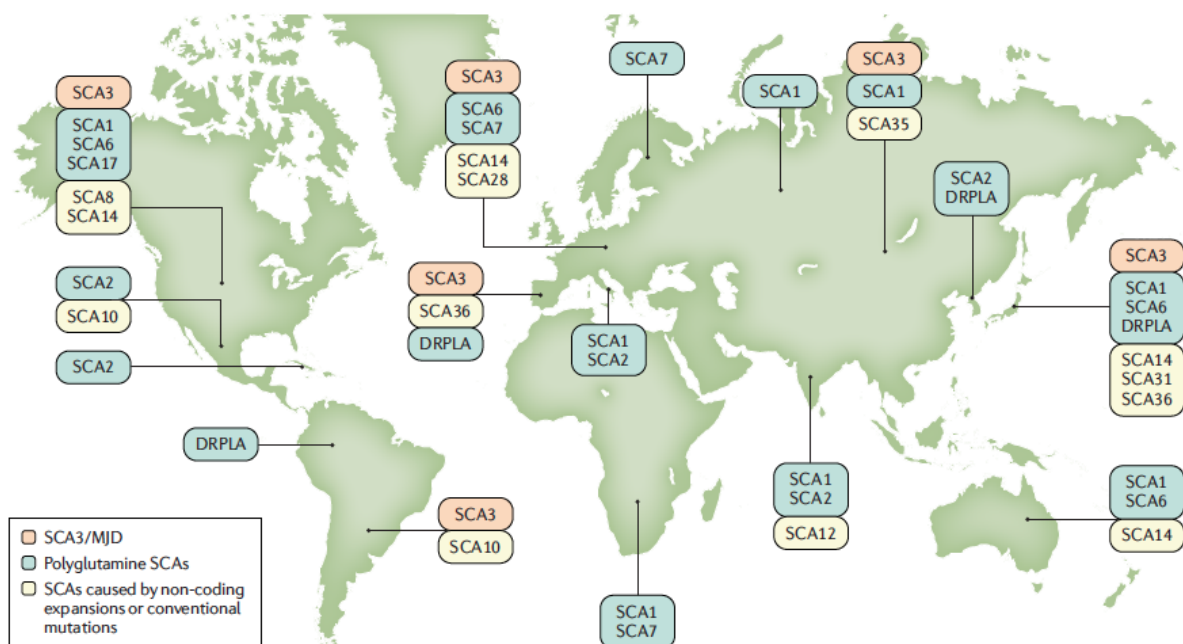 SCA3
SCA1
SCA6
SCA17
SCA8
SCA14
SCA2
SCA10
SCA2
DRPLA
SCA3
SCA10
SCA3
SCA6
SCA7
SCA14
SCA28
SCA3
SCA36
DRPLA
SCA7
SCA1
SCA2
SCA1
SCA7
SCA1
SCA3
SCA1
SCA35
SCA2
DRPLA
SCA1
SCA2
SCA12
SCA3
SCA1
SCA6
DRPLA
SCA14
SCA31
SCA36
SCA1
SCA6
SCA14
SCA3/MJD
Polyglutamine SCAs
SCAs caused by non-coding
expansions or conventional
mutations